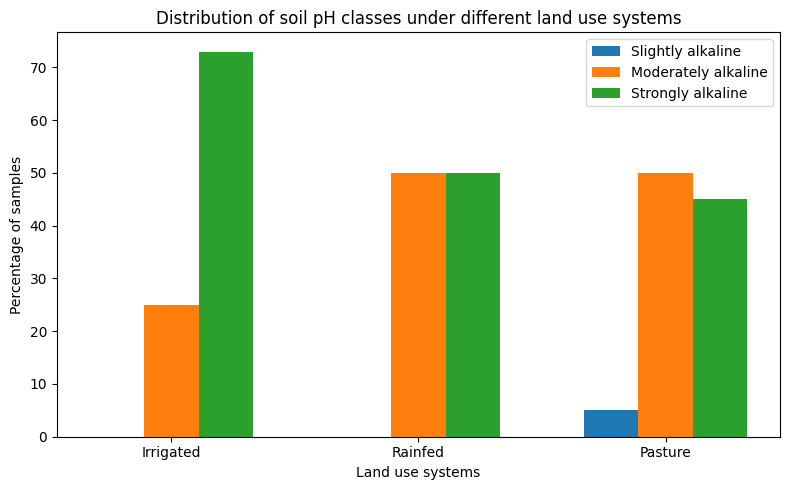 Distribution of soil pH classes under different land use systems
Slightly alkaline
Moderately alkaline
Strongly alkaline
Percentage of samples
70
60
50
40
30
20
10
0
Irrigated Rainfed Pasture
Land use systems